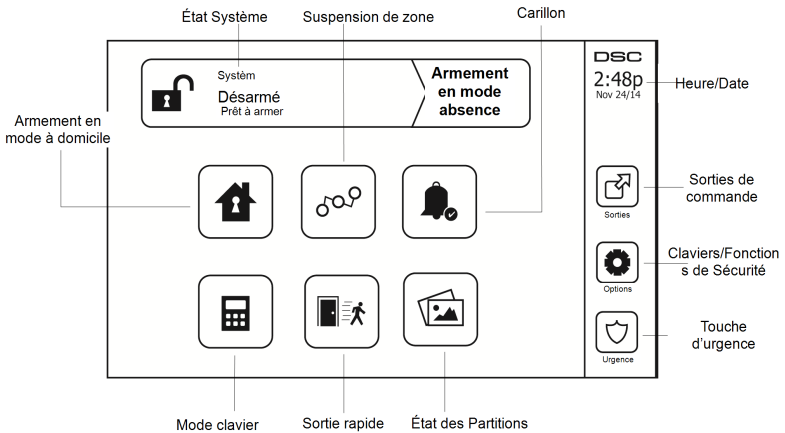 État Système
Suspension de zone
Carillon
Systèm
Désarmé
Prêt à armer
Armement
en mode
absence
DSC
2:48p
Nov 24/14
Heure/Date
Armement en
mode à domicile
Sorties
Sorties de
commande
Options
Claviers/Fonction
s de Sécurité
Urgence
Touche
d'urgence
Mode clavier
Sortie rapide
État des Partitions